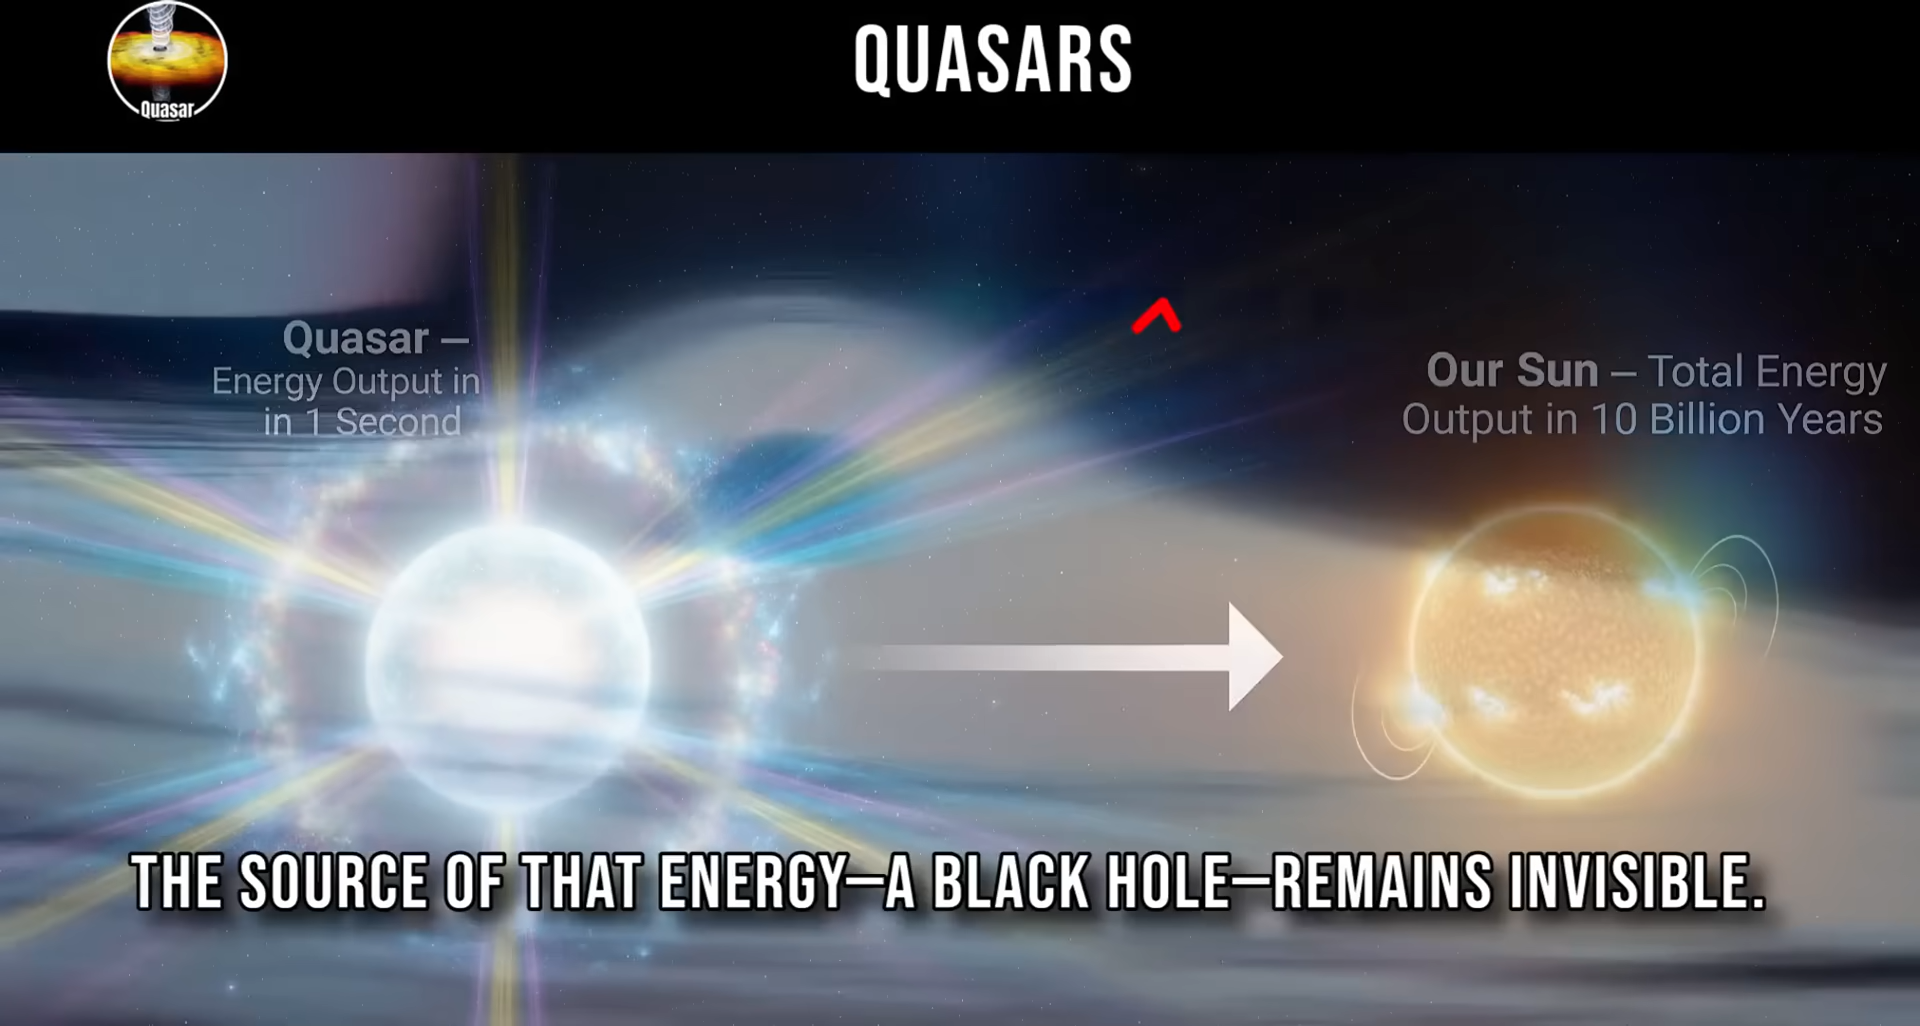 Quasar
QUASARS
Quasar –
Energy Output in
in 1 Second
Our Sun – Total Energy
Output in 10 Billion Years
THE SOURCE OF THAT ENERGY—A BLACK HOLE—REMAINS INVISIBLE.